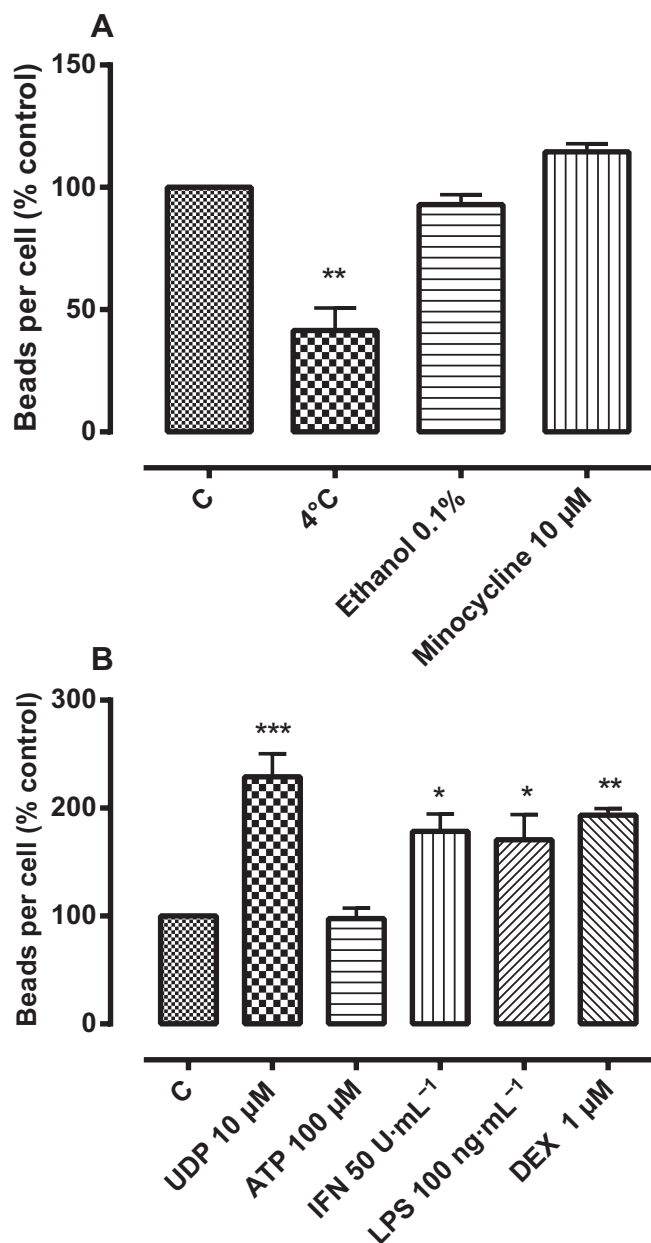 A
Beads per cell (% control)
150
100
50
0
**
C
4°C
Ethanol 0.1%
Minocycline 10 µM
B
Beads per cell (% control)
300
200
100
0
***
*
*
**
C
UDP 10 µM
ATP 100 µM
IFN 50 U·mL⁻¹
LPS 100 ng·mL⁻¹
DEX 1 µM